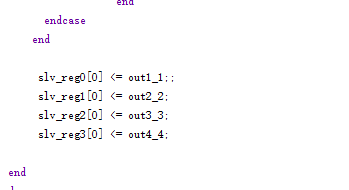 end
endcase
end
slv_reg0[0] <= out1_1;;
slv_reg1[0] <= out2_2;
slv_reg2[0] <= out3_3;
slv_reg3[0] <= out4_4;
end